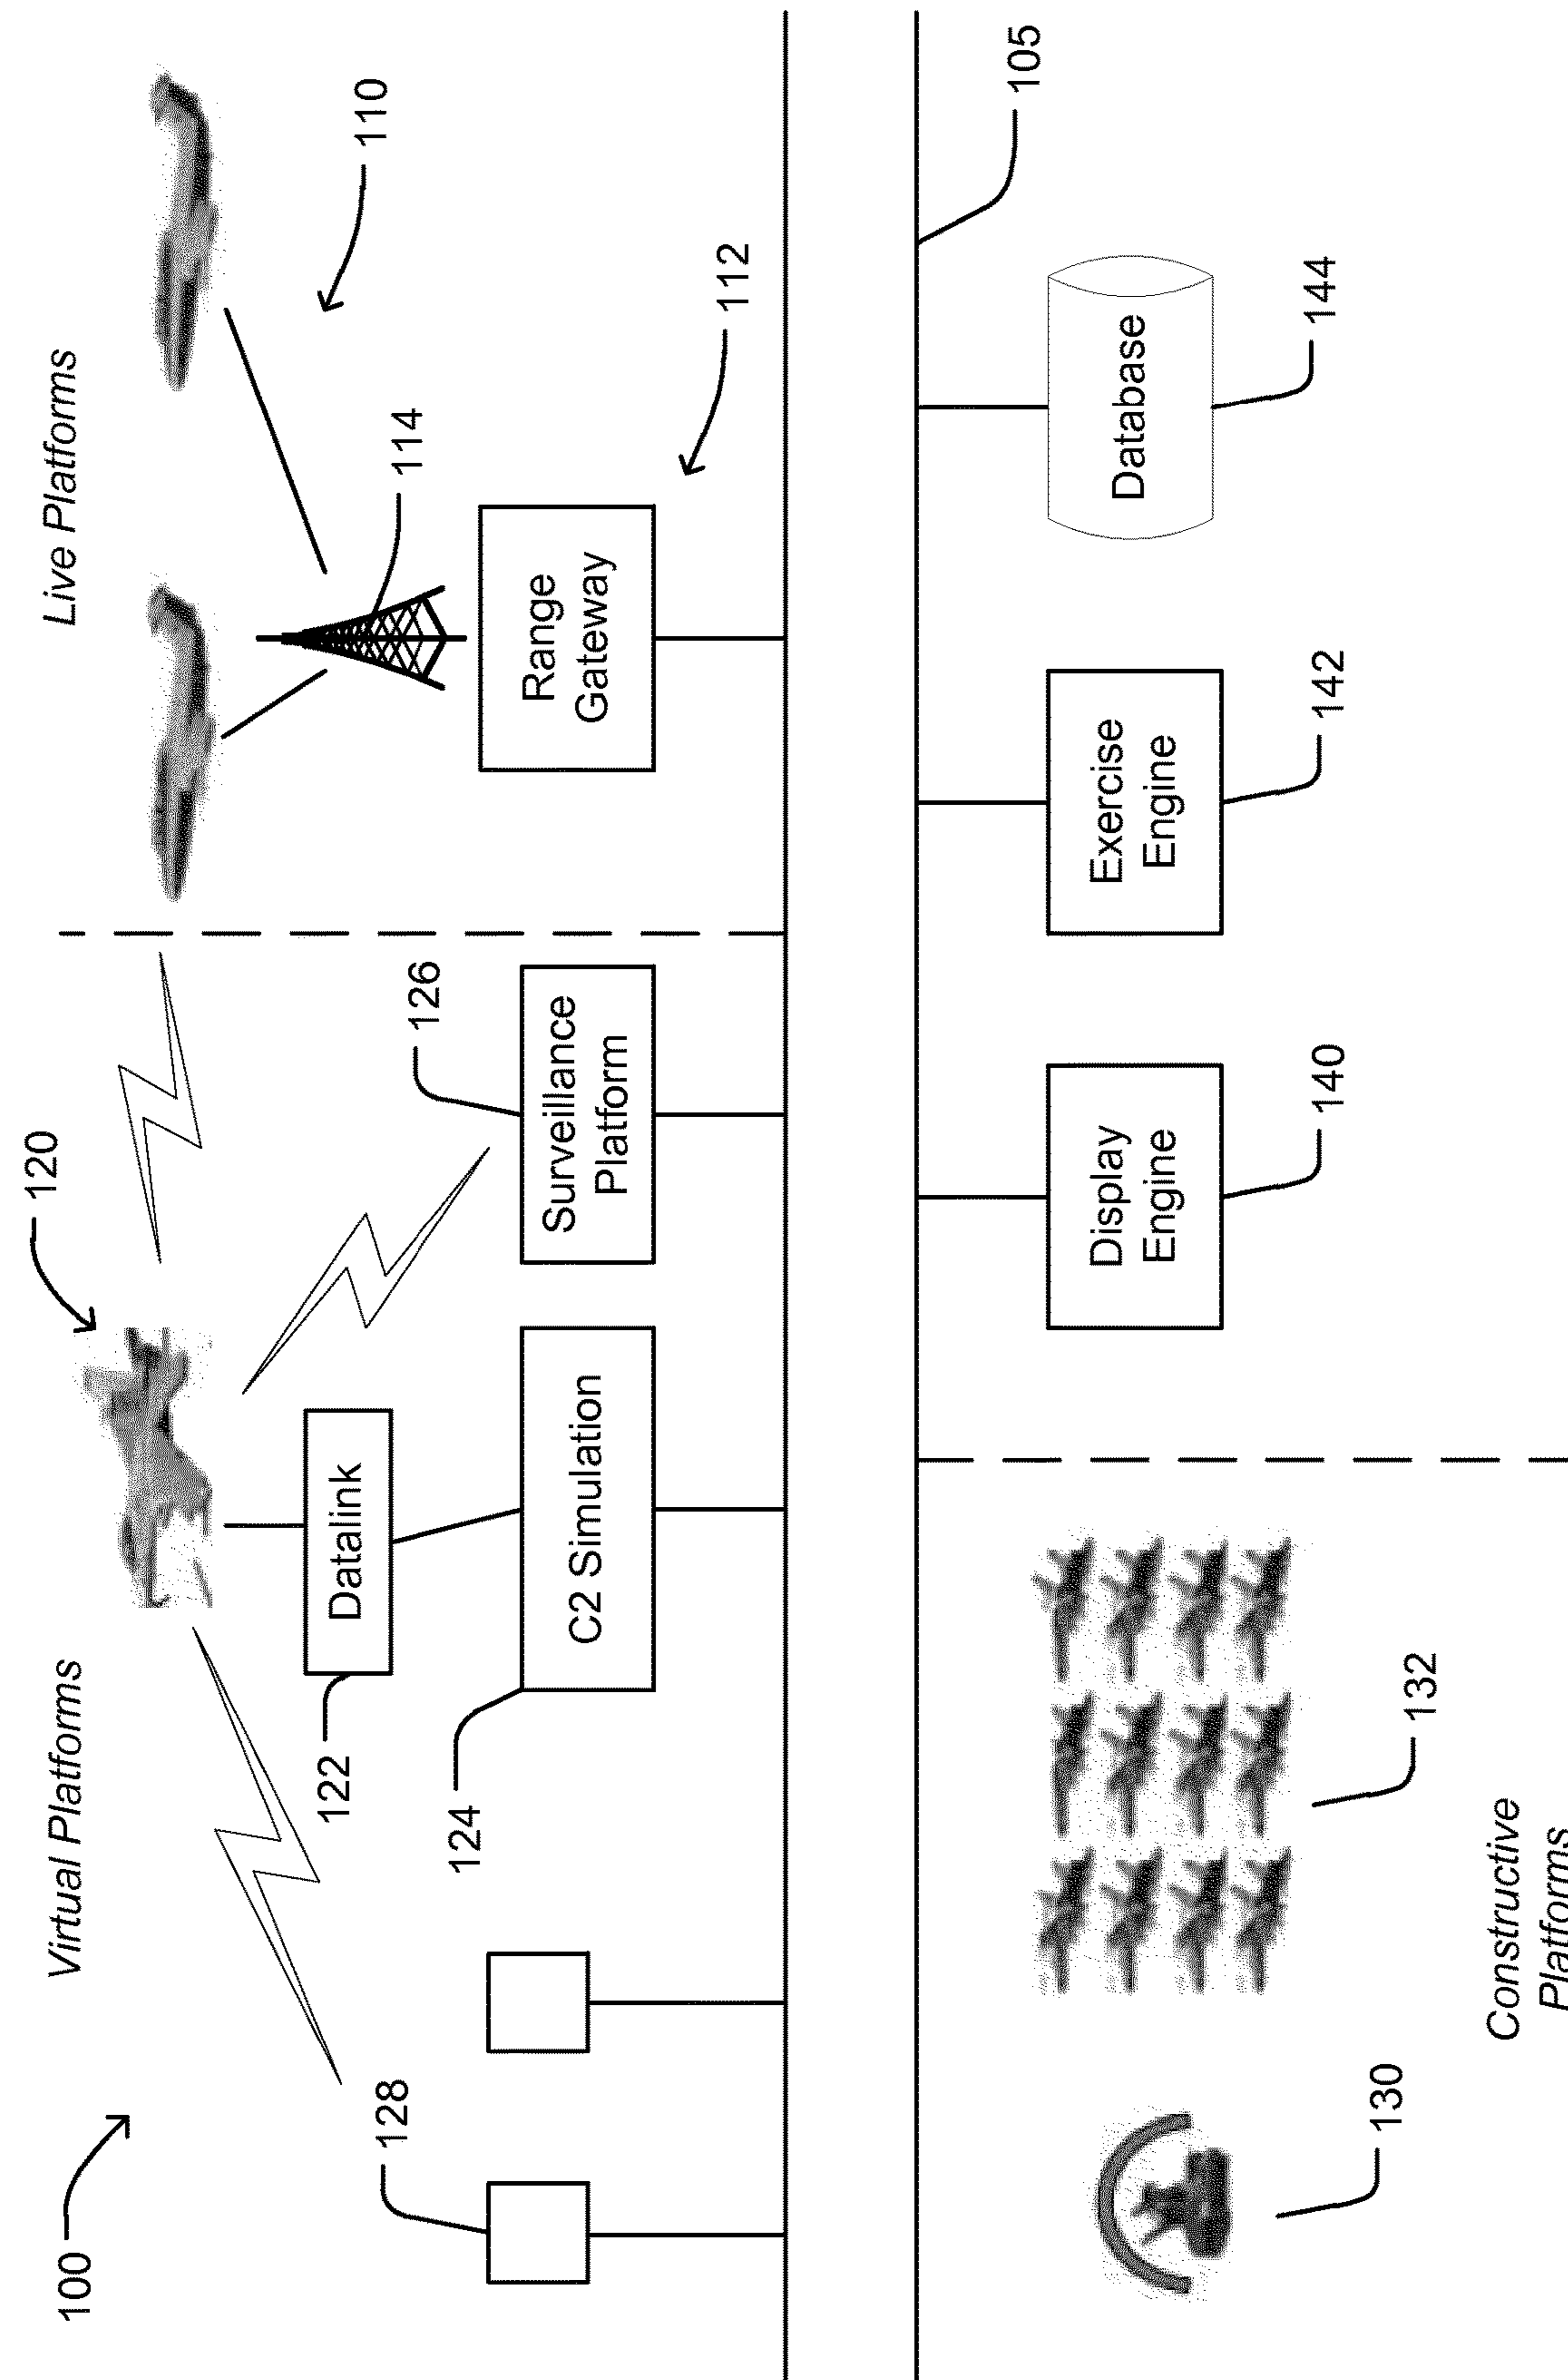 100
Virtual Platforms
120
Live Platforms
110
128
122
Datalink
124
C2 Simulation
126
Surveillance
Platform
114
Range
Gateway
112
105
130
132
Constructive
Platforms
Display
Engine
140
Exercise
Engine
142
Database
144